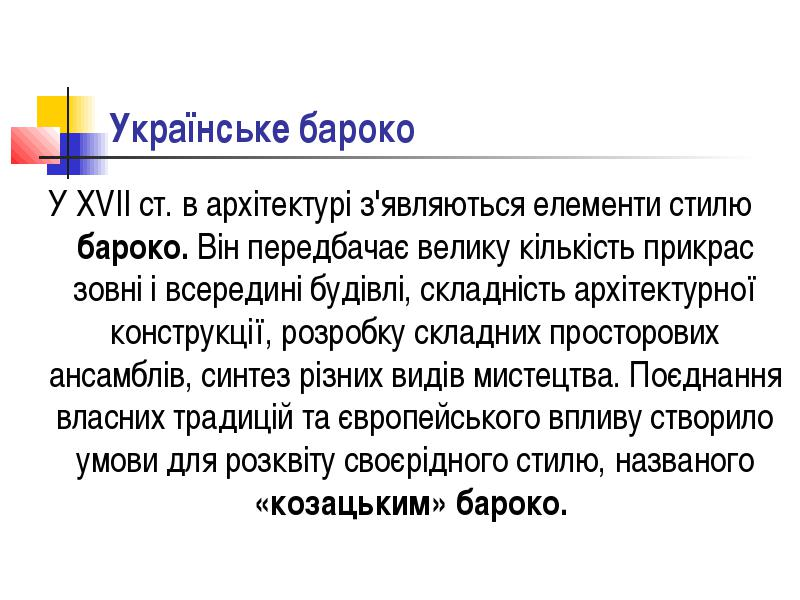 Українське бароко
У XVII ст. в архітектурі з'являються елементи стилю
бароко. Він передбачає велику кількість прикрас
зовні і всередині будівлі, складність архітектурної
конструкції, розробку складних просторових
ансамблів, синтез різних видів мистецтва. Поєднання
власних традицій та європейського впливу створило
умови для розквіту своєрідного стилю, названого
«козацьким» бароко.